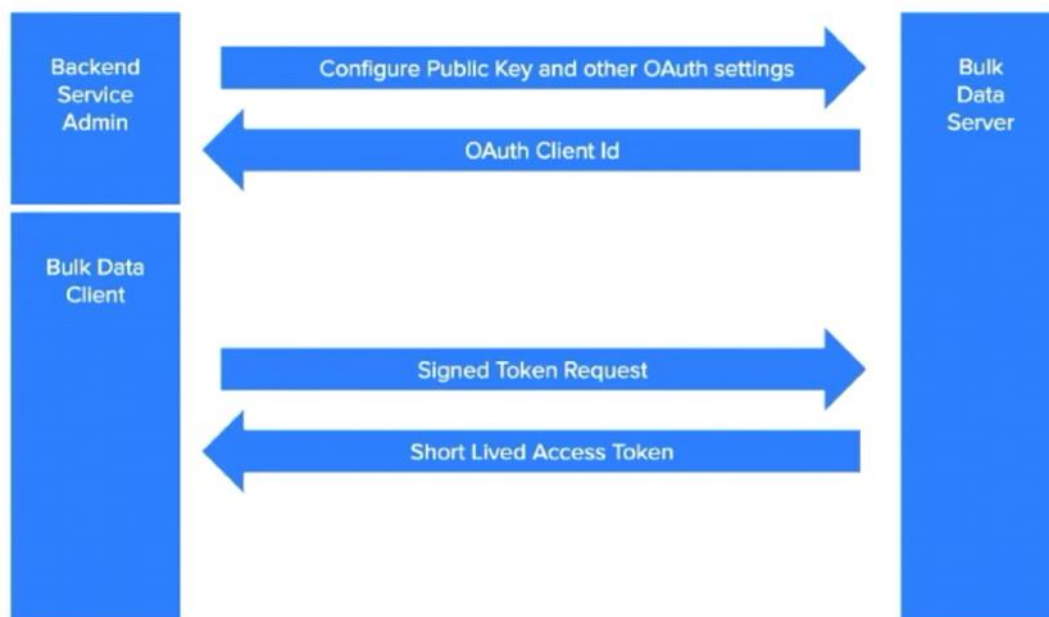 Backend
Service
Admin
Configure Public Key and other OAuth settings
Bulk
Data
Server
OAuth Client Id
Bulk Data
Client
Signed Token Request
Short Lived Access Token